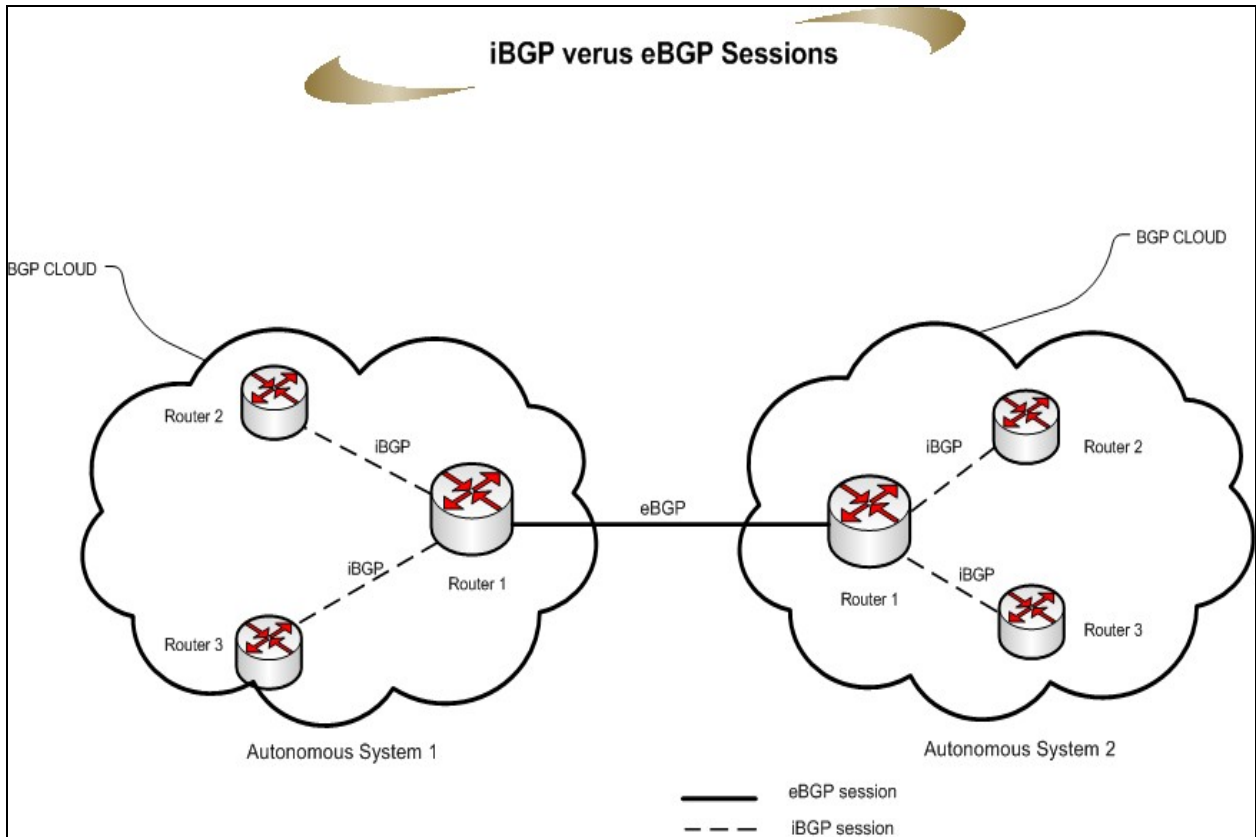 iBGP verus eBGP Sessions
BGP CLOUD
BGP CLOUD
Router 2
iBGP
iBGP
Router 1
Router 3
Autonomous System 1
eBGP
iBGP
Router 2
Router 1
iBGP
Router 3
Autonomous System 2
eBGP session
iBGP session